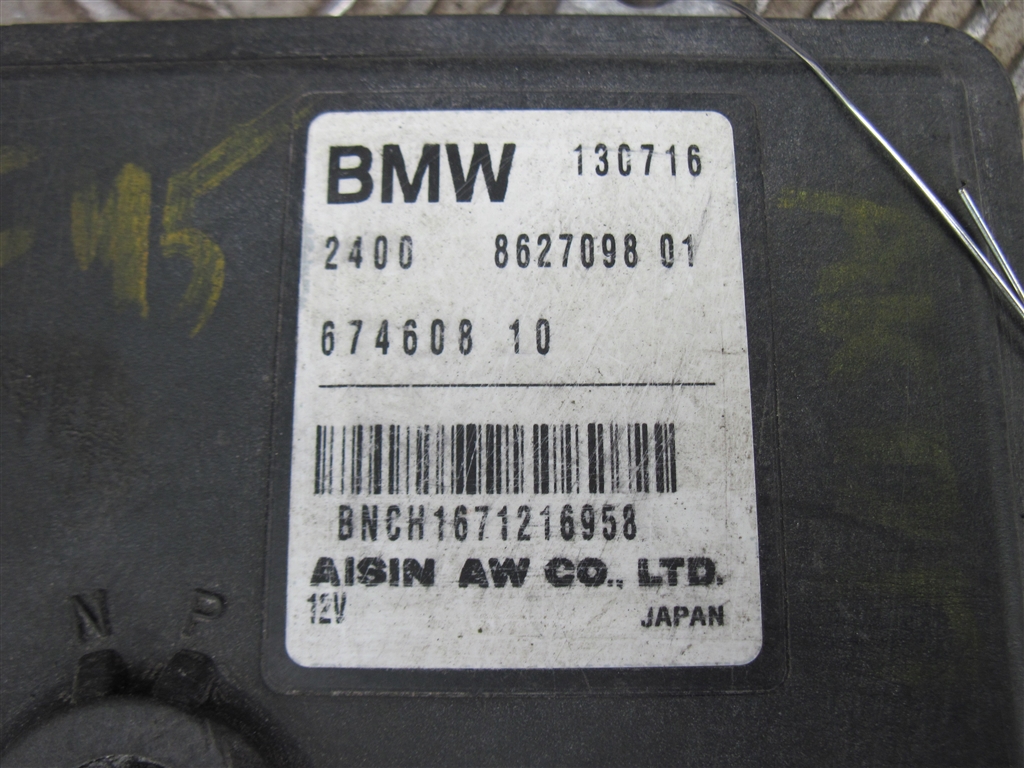 BMW 130716
2400 8627098 01
674608 10
BNCH1671216958
AISIN AW CO., LTD.
12V JAPAN
N P